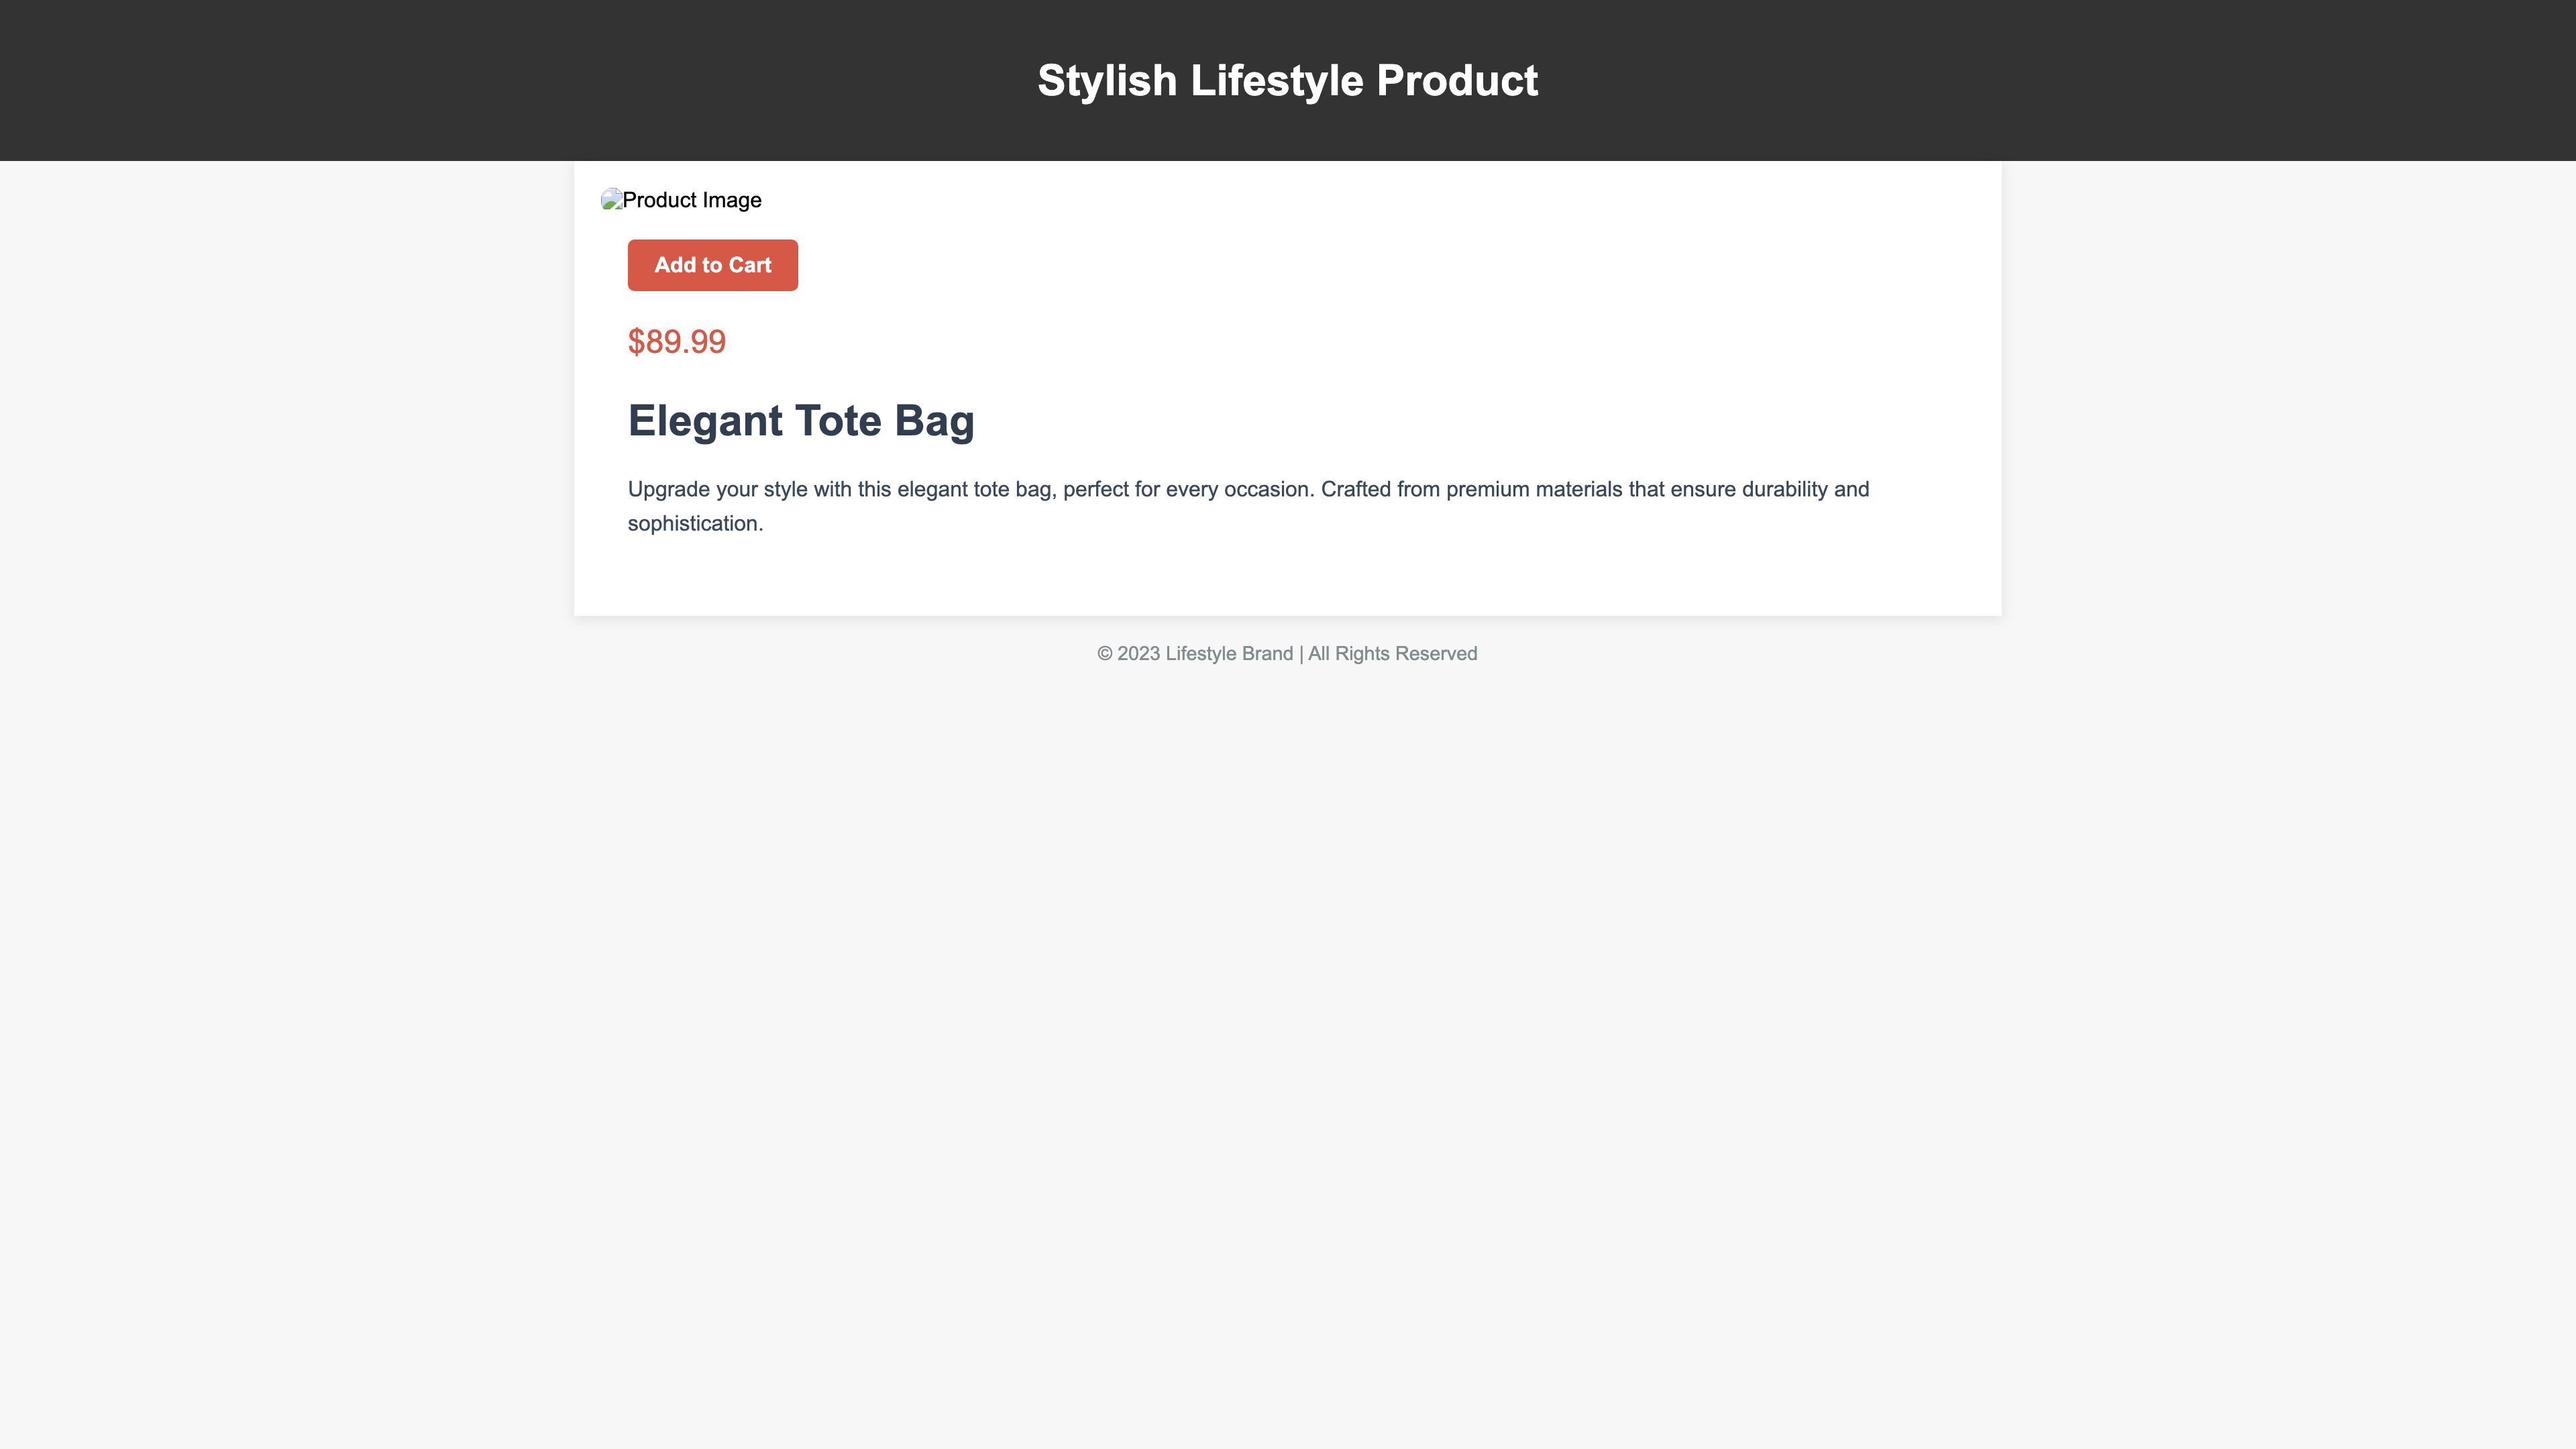 Stylish Lifestyle Product
Product Image
Add to Cart
$89.99
Elegant Tote Bag
Upgrade your style with this elegant tote bag, perfect for every occasion. Crafted from premium materials that ensure durability and
sophistication.
© 2023 Lifestyle Brand | All Rights Reserved